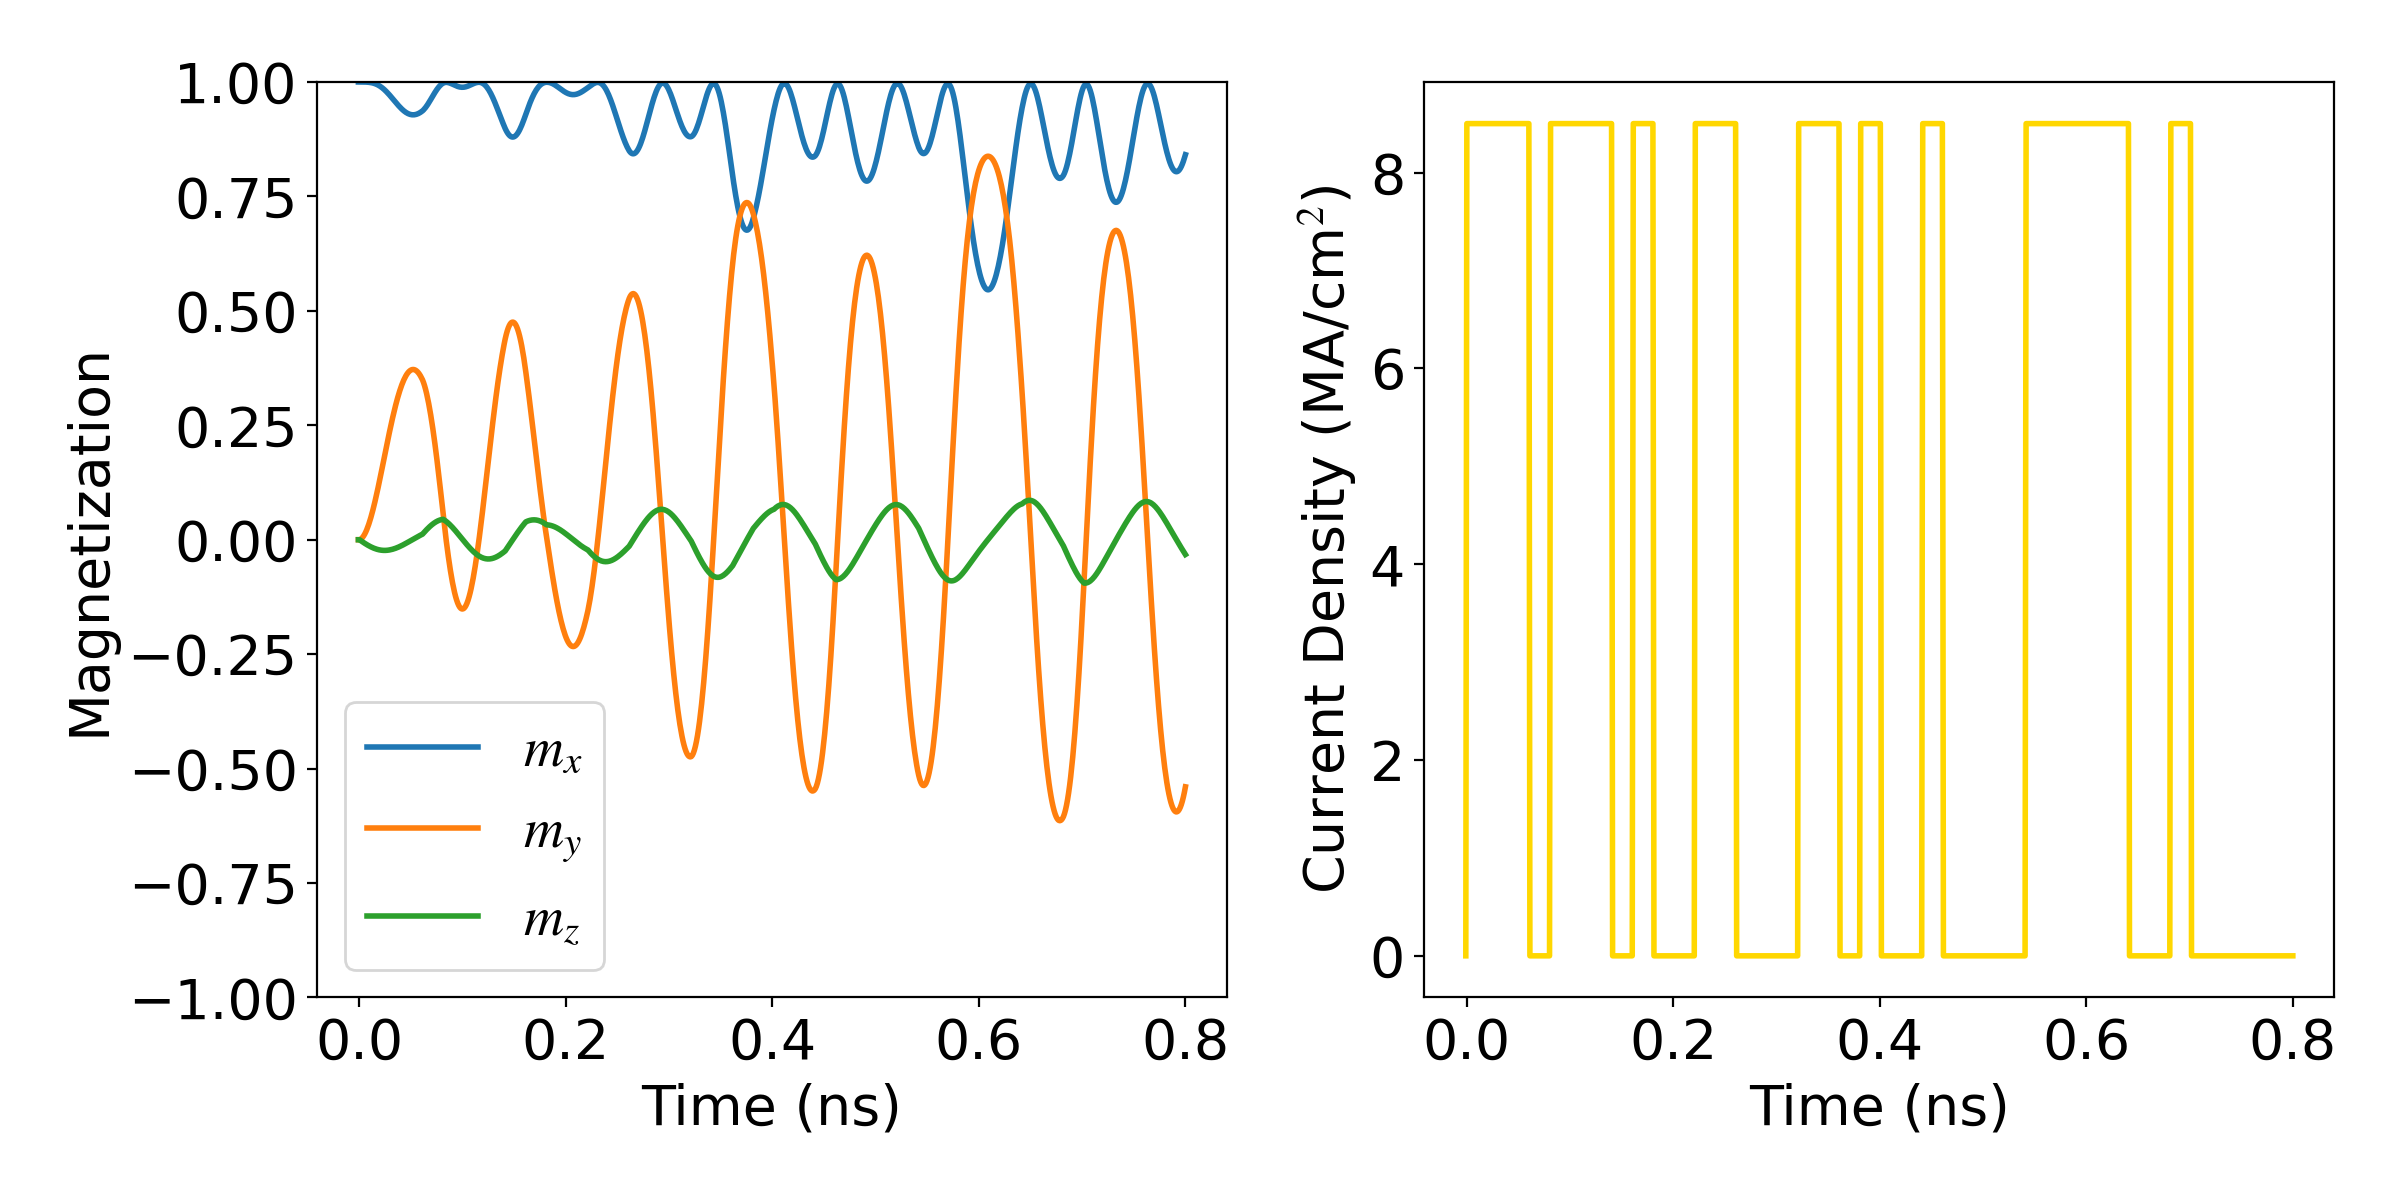 Magnetization
1.00
0.75
0.50
0.25
0.00
−0.25
−0.50
−0.75
−1.00
m_x
m_y
m_z
0.0 0.2 0.4 0.6 0.8
Time (ns)
Current Density (MA/cm²)
8
6
4
2
0
0.0 0.2 0.4 0.6 0.8
Time (ns)